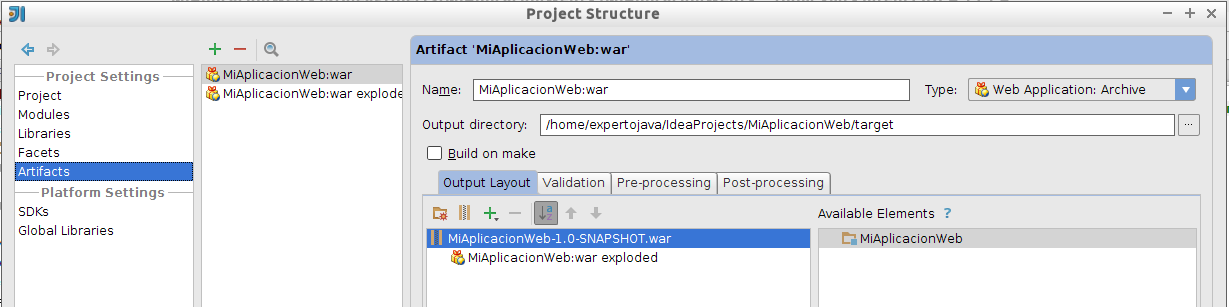 Project Structure
Project Settings
Project
Modules
Libraries
Facets
Artifacts
Platform Settings
SDKs
Global Libraries
MiAplicacionWeb:war
MiAplicacionWeb:war explode
Artifact 'MiAplicacionWeb:war'
Name: MiAplicacionWeb:war Type: Web Application: Archive
Output directory: /home/expertojava/IdeaProjects/MiAplicacionWeb/target ...
Build on make
Output Layout Validation Pre-processing Post-processing
Available Elements ?
MiAplicacionWeb-1.0-SNAPSHOT.war
MiAplicacionWeb:war exploded
MiAplicacionWeb